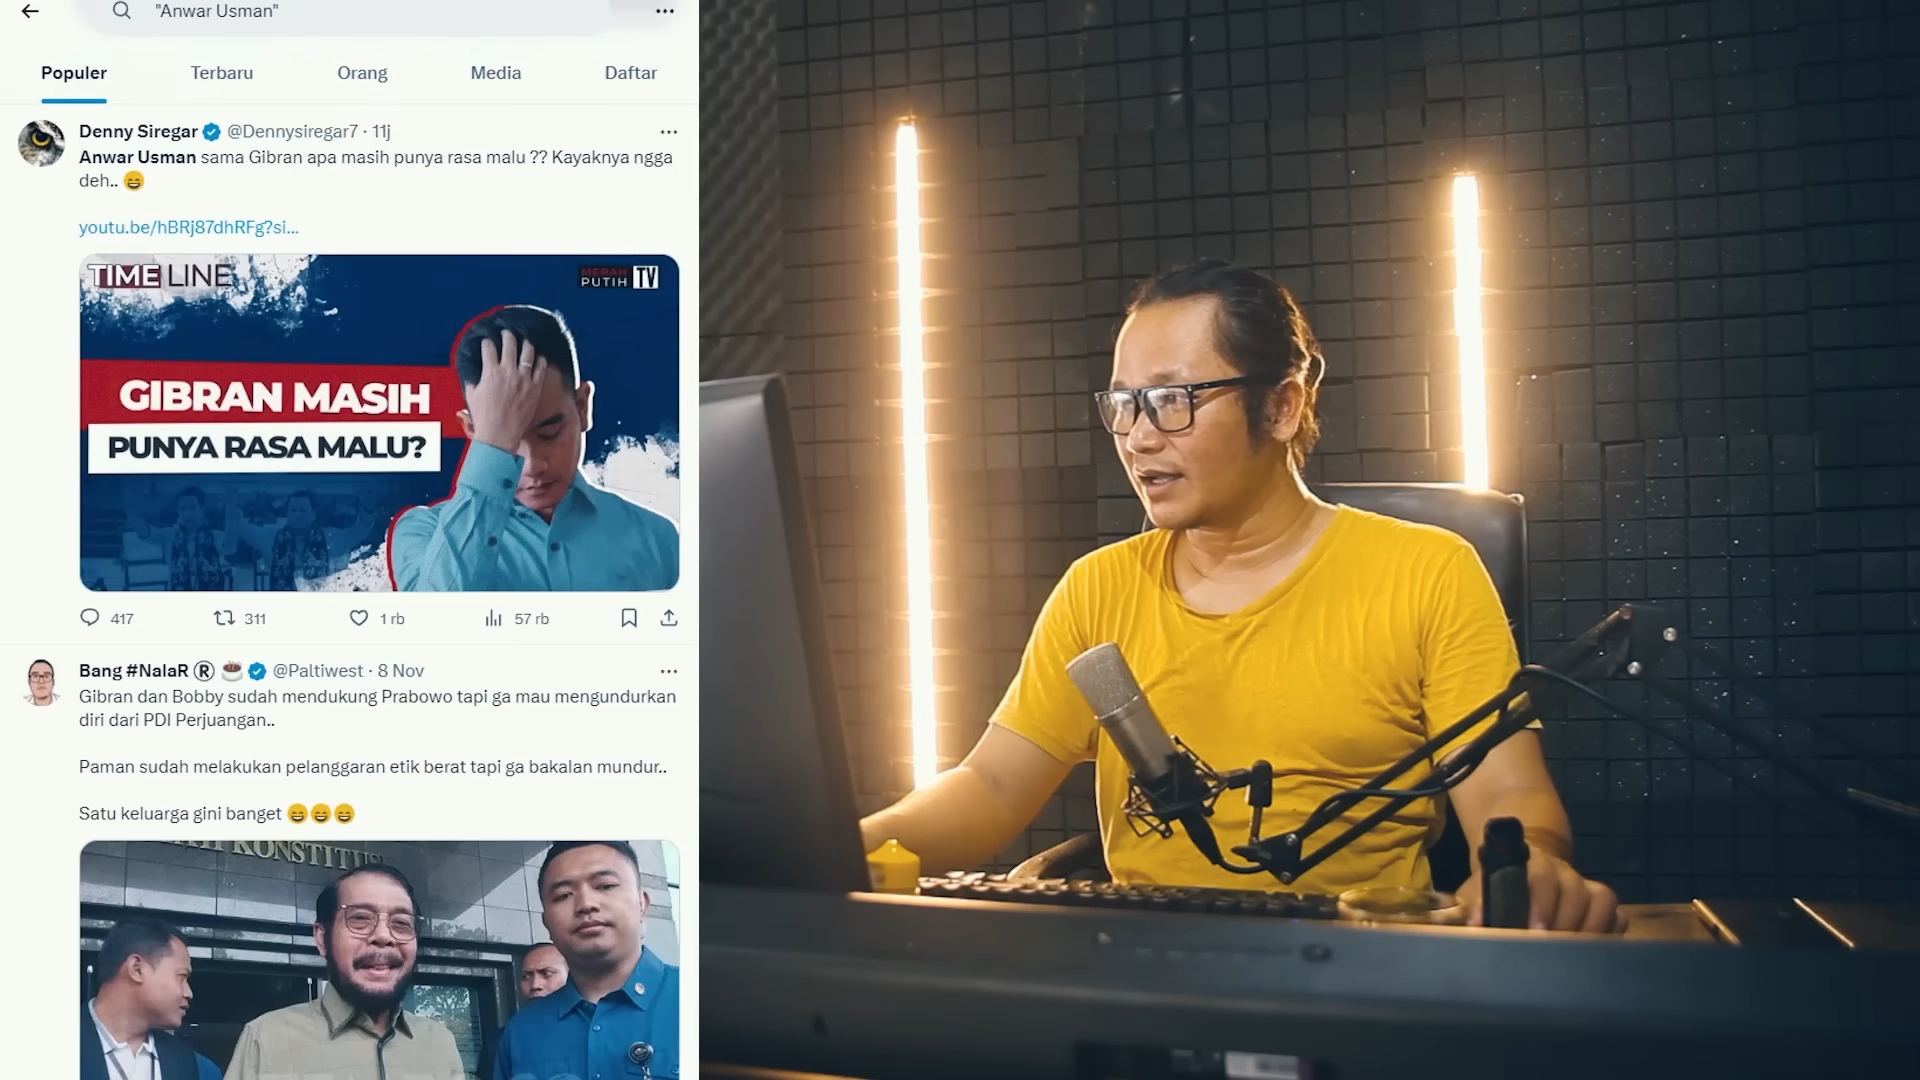 "Anwar Usman"
Populer
Terbaru
Orang
Media
Daftar
Denny Siregar @Dennysiregar7 · 11j
Anwar Usman sama Gibran apa masih punya rasa malu ?? Kayaknya ngga
deh.. 😄
youtu.be/hBRj87dhRFg?si...
TIME LINE
MERAH
PUTIH TV
GIBRAN MASIH
PUNYA RASA MALU?
417
311
1 rb
57 rb
Bang #NalaR ® ☕ @Paltiwest · 8 Nov
Gibran dan Bobby sudah mendukung Prabowo tapi ga mau mengundurkan
diri dari PDI Perjuangan..
Paman sudah melakukan pelanggaran etik berat tapi ga bakalan mundur..
Satu keluarga gini banget 😄😄😄